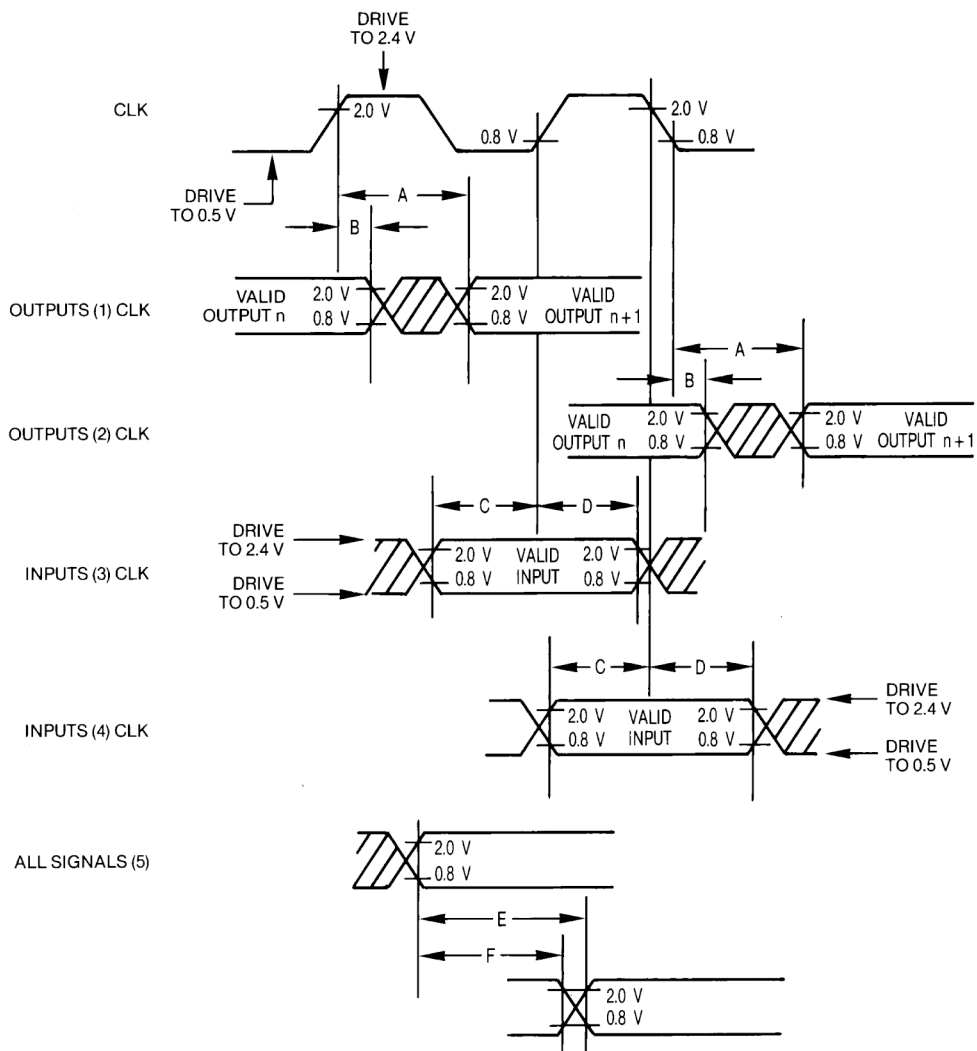 DRIVE
TO 2.4 V
CLK
2.0 V
0.8 V
2.0 V
0.8 V
DRIVE
TO 0.5 V
A
B
OUTPUTS (1) CLK
VALID
OUTPUT n
2.0 V
0.8 V
2.0 V
0.8 V
VALID
OUTPUT n+1
A
B
OUTPUTS (2) CLK
VALID
OUTPUT n
2.0 V
0.8 V
2.0 V
0.8 V
VALID
OUTPUT n+1
C
D
INPUTS (3) CLK
DRIVE
TO 2.4 V
DRIVE
TO 0.5 V
2.0 V
0.8 V
VALID
INPUT
2.0 V
0.8 V
C
D
INPUTS (4) CLK
2.0 V
0.8 V
VALID
INPUT
2.0 V
0.8 V
DRIVE
TO 2.4 V
DRIVE
TO 0.5 V
ALL SIGNALS (5)
2.0 V
0.8 V
E
F
2.0 V
0.8 V